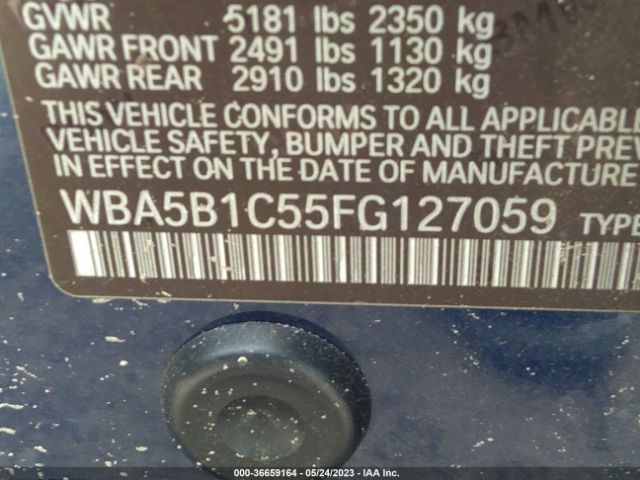 GVWR 5181 lbs 2350 kg
GAWR FRONT 2491 lbs 1130 kg
GAWR REAR 2910 lbs 1320 kg
THIS VEHICLE CONFORMS TO ALL APPLICABLE
VEHICLE SAFETY, BUMPER AND THEFT PREV
IN EFFECT ON THE DATE OF MANUFACTURE
WBA5B1C55FG127059 TYPE
000-36659164 - 05/24/2023 - IAA Inc.